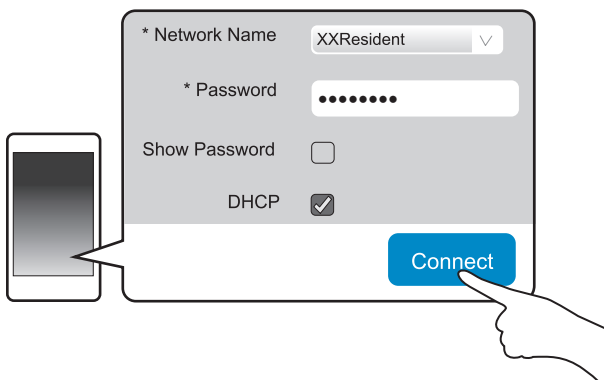 * Network Name XXResident
* Password ●●●●●●●●
Show Password
DHCP
Connect